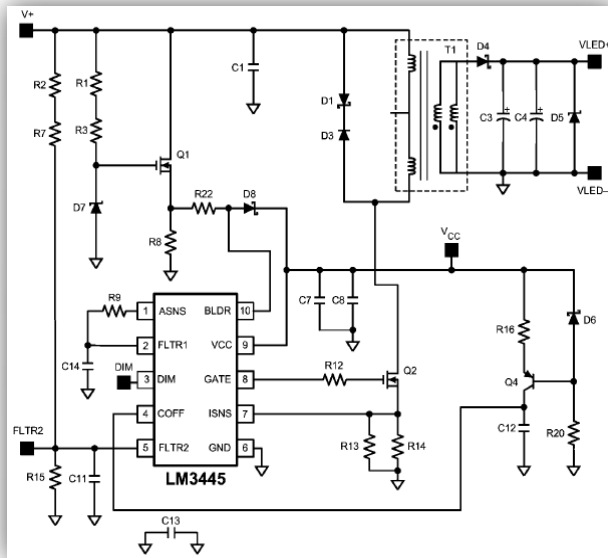 V+
T1
D4
VLED+
R2
R1
C1
D1
C3
+
C4
+
D5
R7
R3
D3
Q1
VLED–
D7
R22
D8
R8
VCC
R9
1
ASNS
BLDR
10
C7
C8
D6
2
FLTR1
VCC
9
R16
C14
DIM
3
DIM
GATE
8
R12
Q2
Q4
4
COFF
ISNS
7
C12
R20
FLTR2
5
FLTR2
GND
6
R13
R14
R15
C11
LM3445
C13